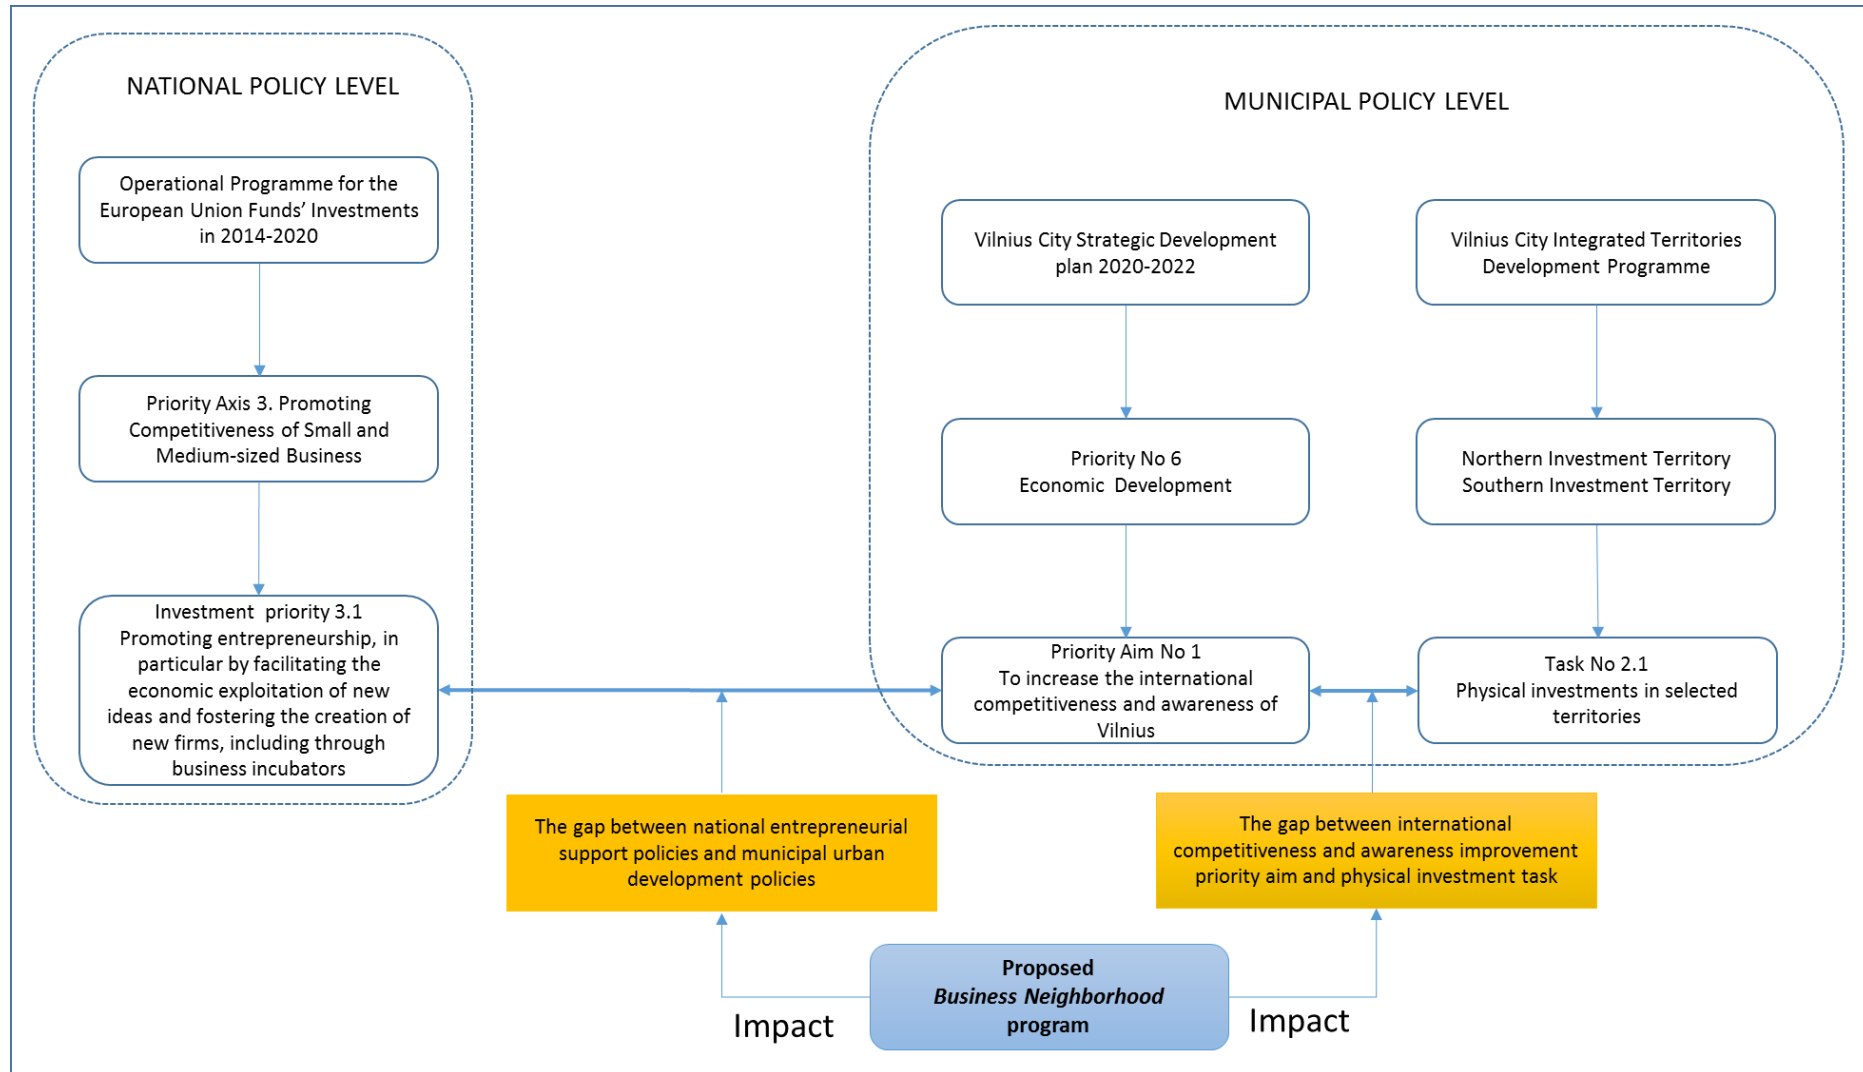 NATIONAL POLICY LEVEL
Operational Programme for the
European Union Funds’ Investments
in 2014-2020
Priority Axis 3. Promoting
Competitiveness of Small and
Medium-sized Business
Investment priority 3.1
Promoting entrepreneurship, in
particular by facilitating the
economic exploitation of new
ideas and fostering the creation of
new firms, including through
business incubators
MUNICIPAL POLICY LEVEL
Vilnius City Strategic Development
plan 2020-2022
Priority No 6
Economic Development
Priority Aim No 1
To increase the international
competitiveness and awareness of
Vilnius
Vilnius City Integrated Territories
Development Programme
Northern Investment Territory
Southern Investment Territory
Task No 2.1
Physical investments in selected
territories
The gap between national entrepreneurial
support policies and municipal urban
development policies
The gap between international
competitiveness and awareness improvement
priority aim and physical investment task
Impact
Proposed
Business Neighborhood
program
Impact